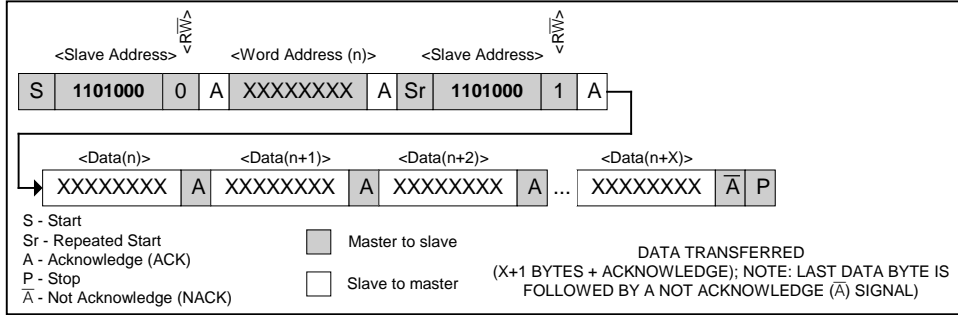 <RW̅>
<RW̅>
<Slave Address>
<Word Address (n)>
<Slave Address>
S 1101000 0 A XXXXXXXX A Sr 1101000 1 A
<Data(n)> <Data(n+1)> <Data(n+2)> <Data(n+X)>
XXXXXXXX A XXXXXXXX A XXXXXXXX A ... XXXXXXXX A̅ P
S - Start
Sr - Repeated Start
A - Acknowledge (ACK)
P - Stop
A̅ - Not Acknowledge (NACK)
Master to slave
Slave to master
DATA TRANSFERRED
(X+1 BYTES + ACKNOWLEDGE); NOTE: LAST DATA BYTE IS
FOLLOWED BY A NOT ACKNOWLEDGE (A̅) SIGNAL)